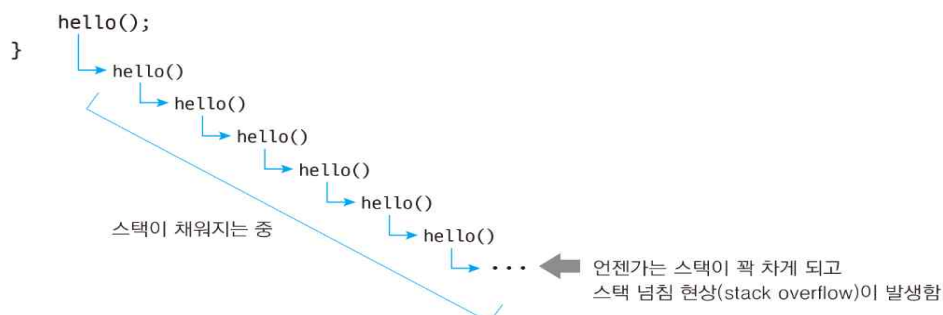 hello();
}
hello()
hello()
hello()
hello()
hello()
hello()
...
스택이 채워지는 중
언젠가는 스택이 꽉 차게 되고
스택 넘침 현상(stack overflow)이 발생함